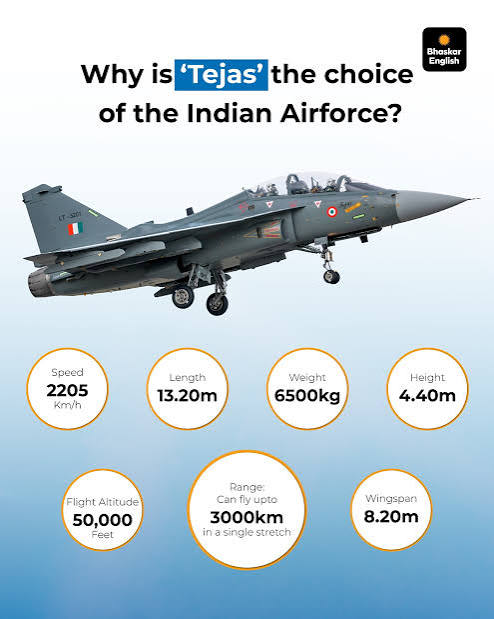 Bhaskar
English
Why is ‘Tejas’ the choice
of the Indian Airforce?
LT-5201
Speed
2205
Km/h
Length
13.20m
Weight
6500kg
Height
4.40m
Flight Altitude
50,000
Feet
Range:
Can fly upto
3000km
in a single stretch
Wingspan
8.20m